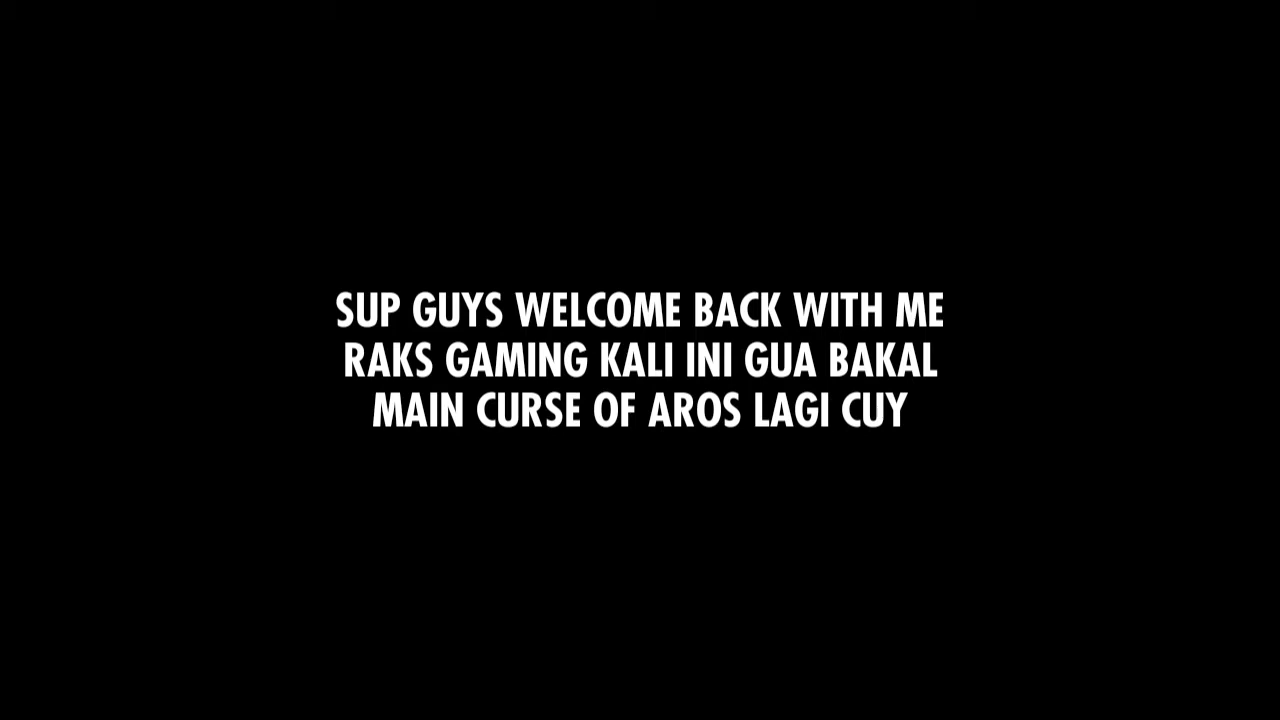 SUP GUYS WELCOME BACK WITH ME
RAKS GAMING KALI INI GUA BAKAL
MAIN CURSE OF AROS LAGI CUY